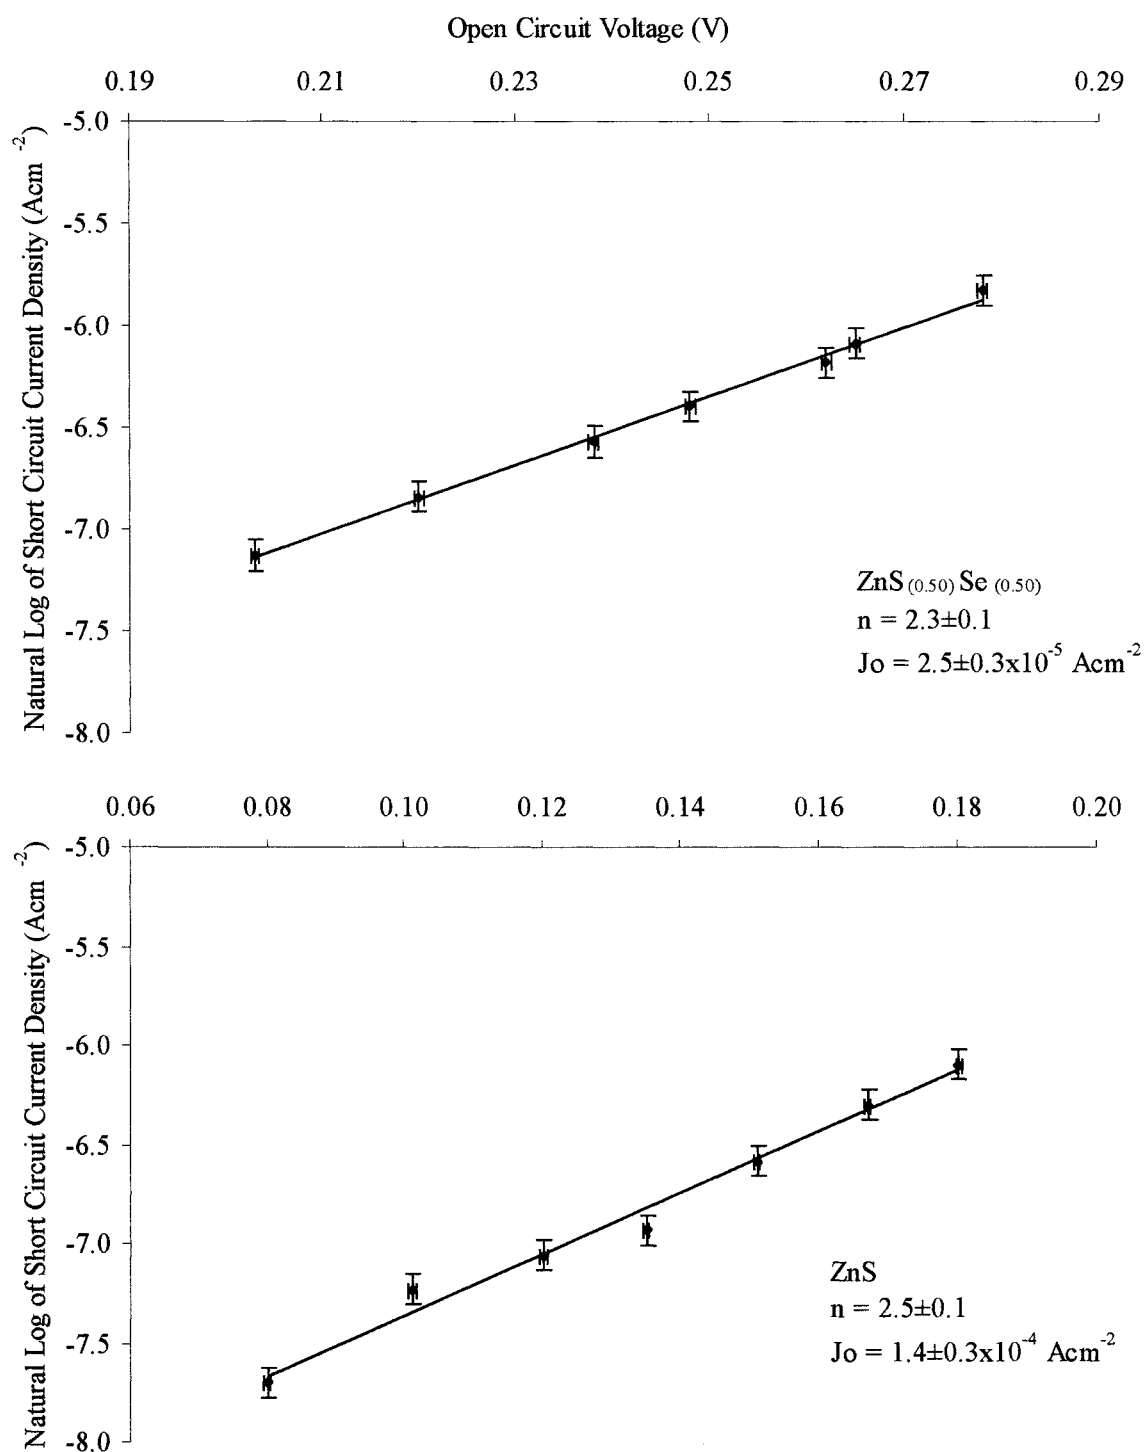 Open Circuit Voltage (V)
0.19 0.21 0.23 0.25 0.27 0.29
Natural Log of Short Circuit Current Density (Acm⁻²)
-5.0
-5.5
-6.0
-6.5
-7.0
-7.5
-8.0
ZnS (0.50) Se (0.50)
n = 2.3±0.1
Jo = 2.5±0.3x10⁻⁵ Acm⁻²
0.06 0.08 0.10 0.12 0.14 0.16 0.18 0.20
Natural Log of Short Circuit Current Density (Acm⁻²)
-5.0
-5.5
-6.0
-6.5
-7.0
-7.5
-8.0
ZnS
n = 2.5±0.1
Jo = 1.4±0.3x10⁻⁴ Acm⁻²